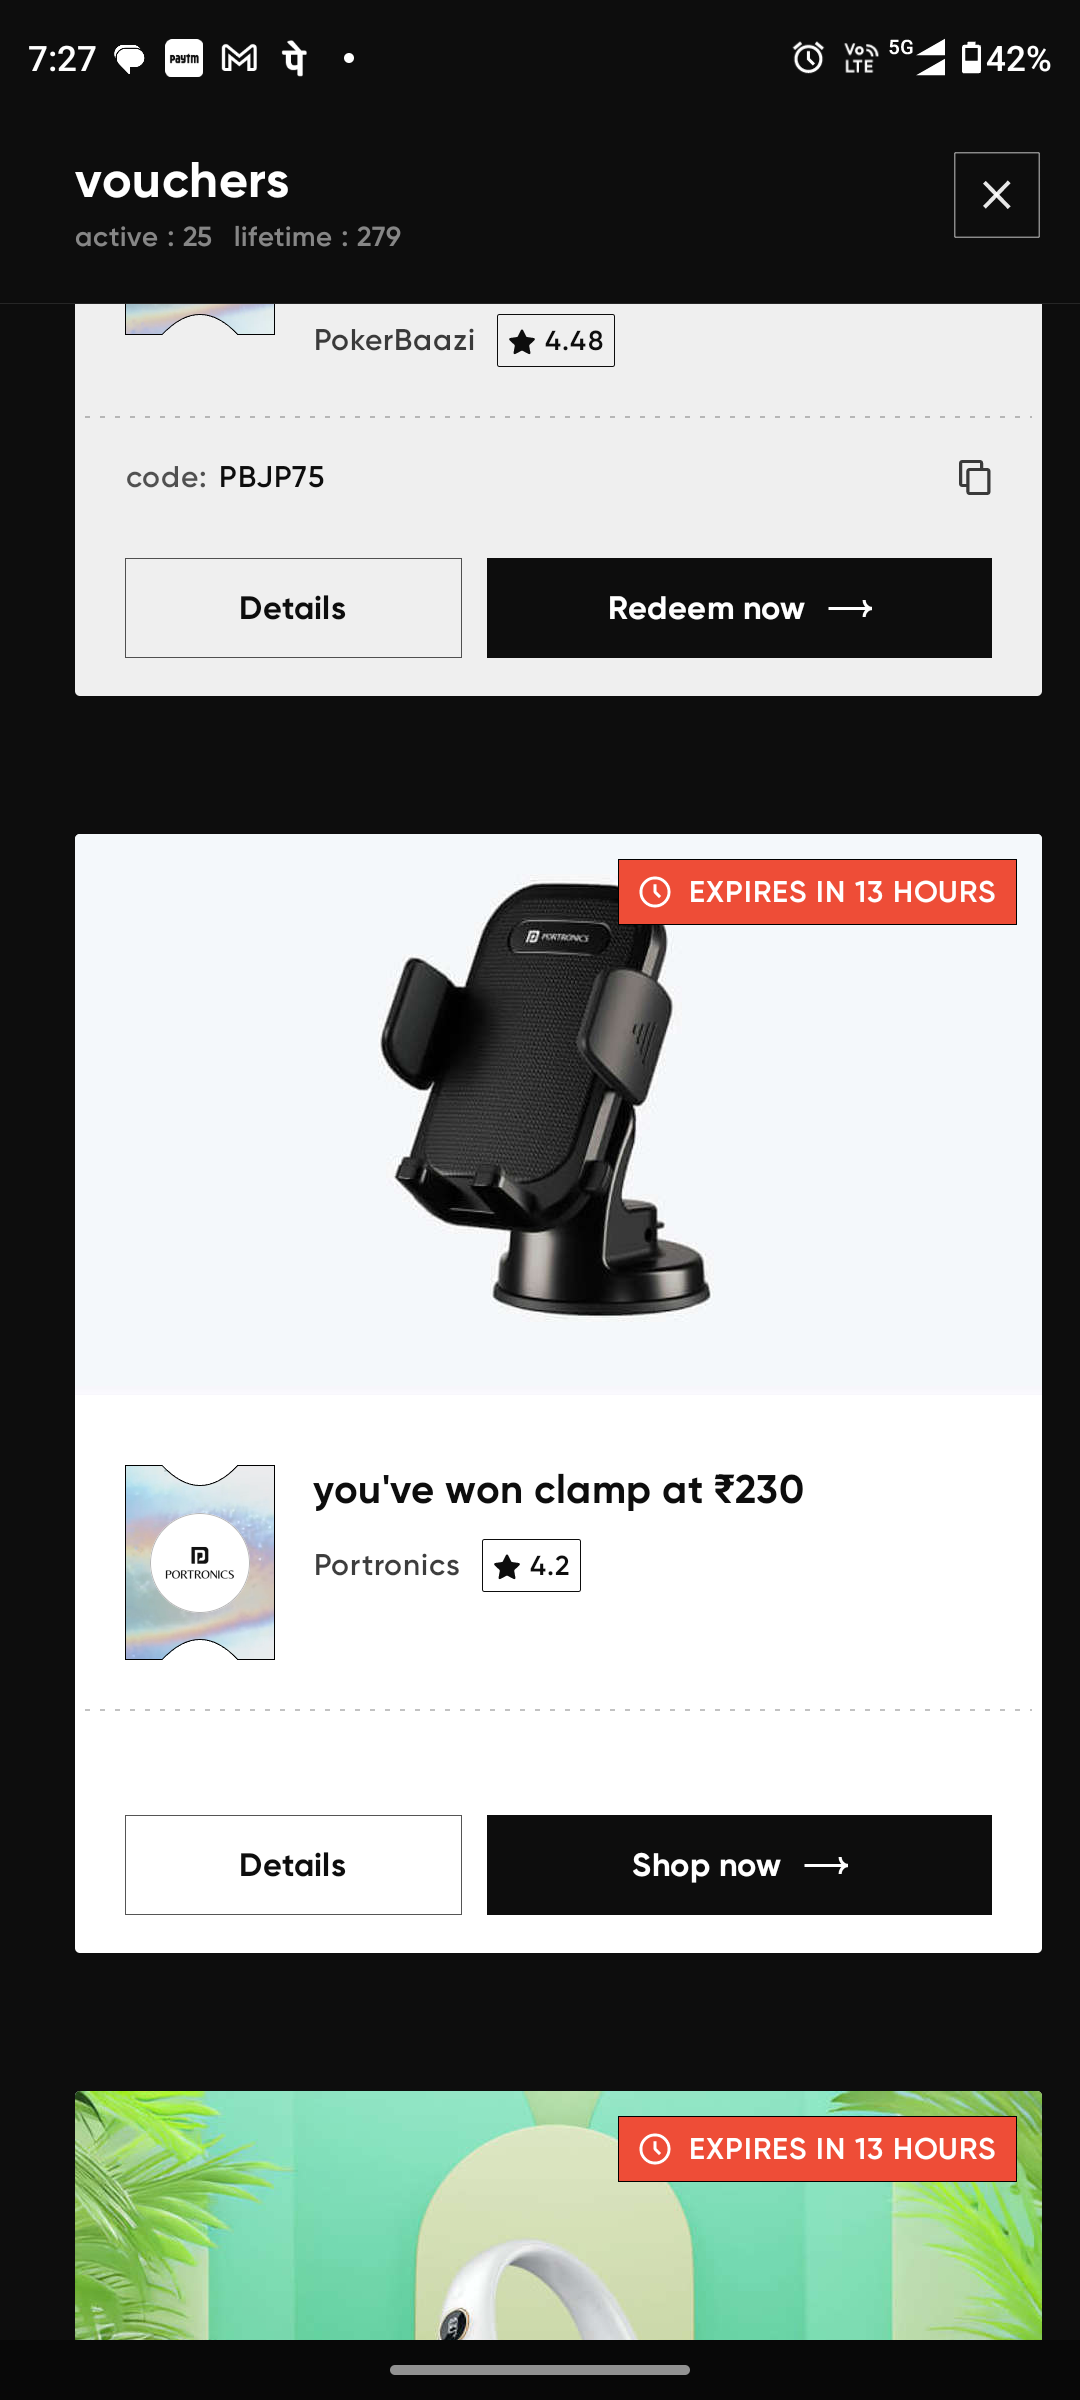 7:27 paytm पे Vo LTE 5G 42%
vouchers
active : 25 lifetime : 279
PokerBaazi 4.48
code: PBJP75
Details Redeem now
EXPIRES IN 13 HOURS
PORTRONICS
you've won clamp at ₹230
Portronics 4.2
PORTRONICS
Details Shop now
EXPIRES IN 13 HOURS